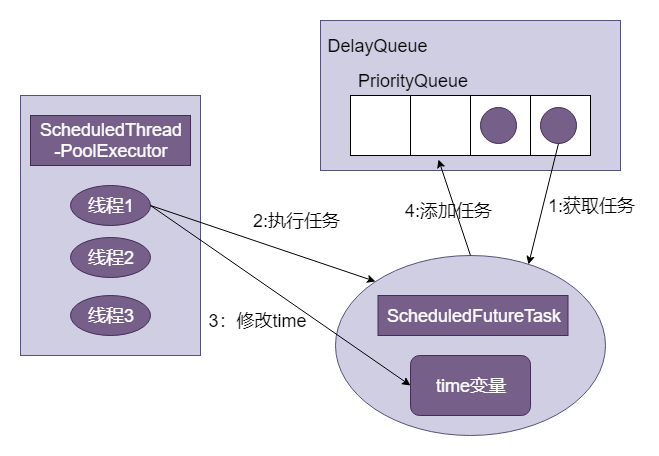 DelayQueue
PriorityQueue
ScheduledThread
-PoolExecutor
线程1
线程2
线程3
2:执行任务
4:添加任务
1:获取任务
3：修改time
ScheduledFutureTask
time变量